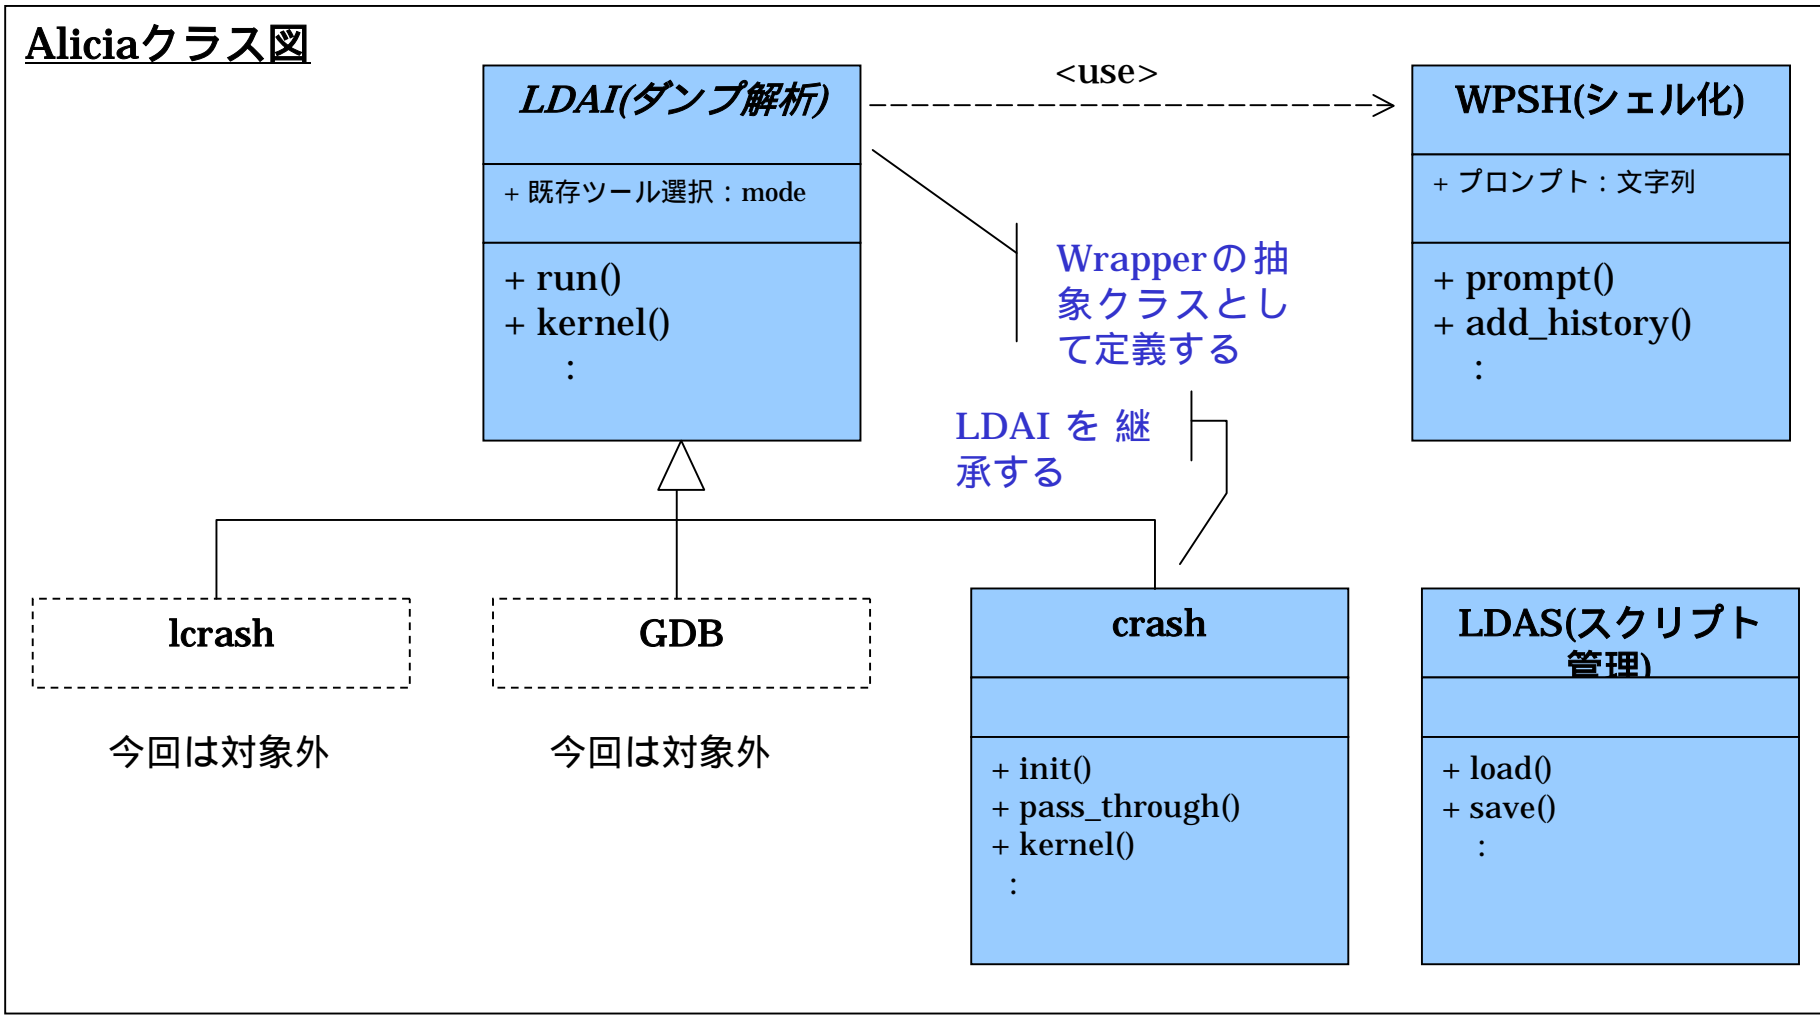 Aliciaクラス図
LDAI(ダンプ解析)
+ 既存ツール選択：mode
+ run()
+ kernel()
：
<use>
WPSH(シェル化)
+ プロンプト：文字列
+ prompt()
+ add_history()
：
Wrapperの抽
象クラスとし
て定義する
LDAI を 継
承する
lcrash
今回は対象外
GDB
今回は対象外
crash
+ init()
+ pass_through()
+ kernel()
：
LDAS(スクリプト
管理)
+ load()
+ save()
：